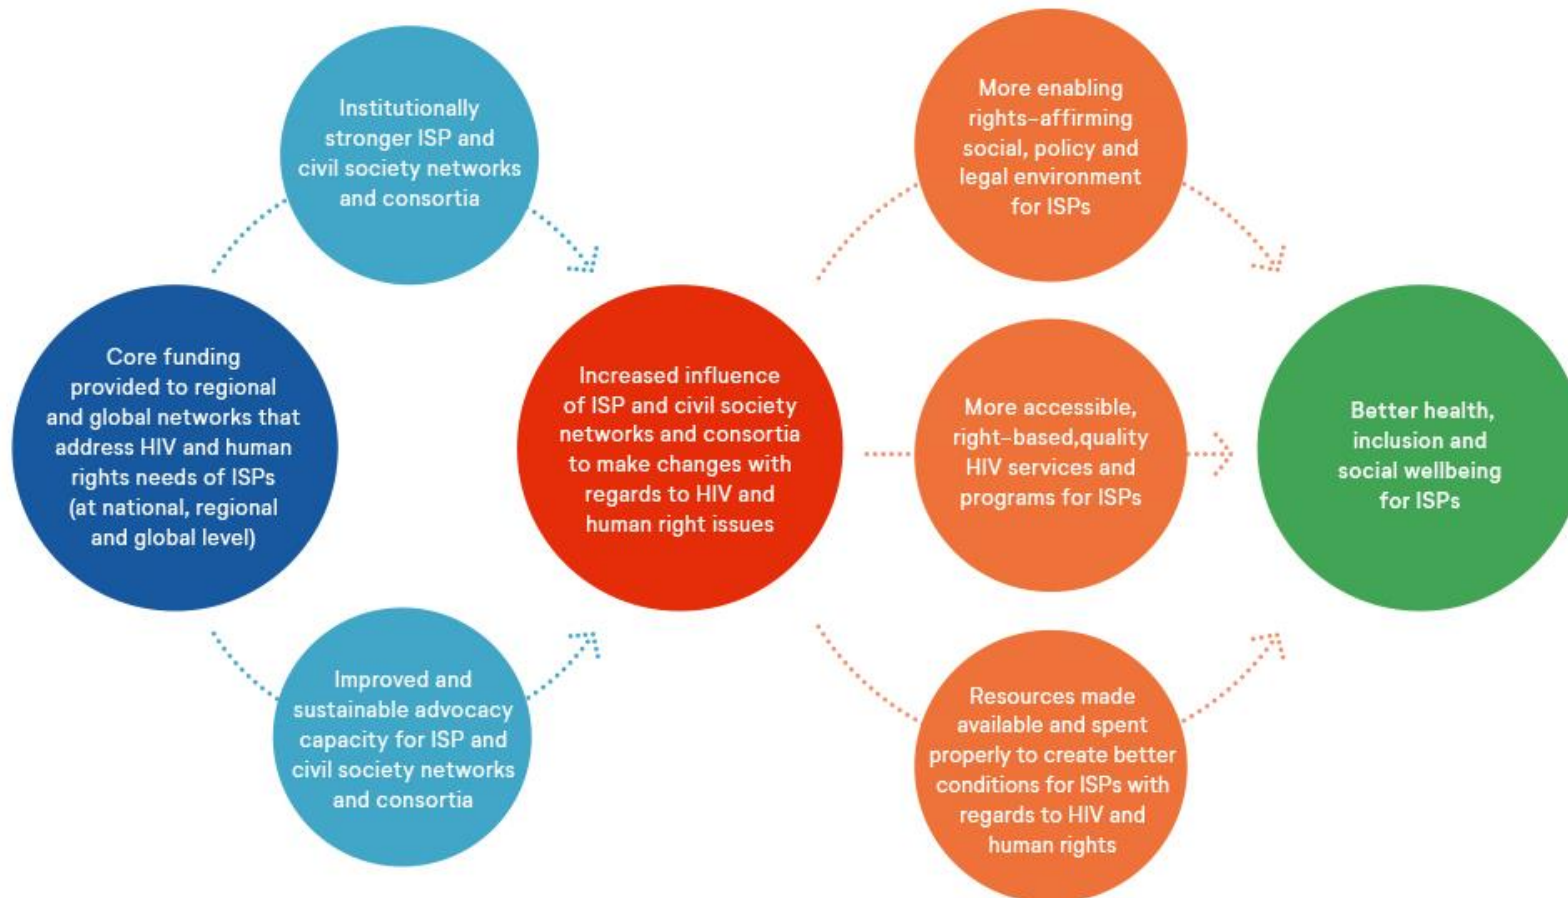 Core funding
provided to regional
and global networks that
address HIV and human
rights needs of ISPs
(at national, regional
and global level)
Institutionally
stronger ISP and
civil society networks
and consortia
Improved and
sustainable advocacy
capacity for ISP and
civil society networks
and consortia
Increased influence
of ISP and civil society
networks and consortia
to make changes with
regards to HIV and
human right issues
More enabling
rights–affirming
social, policy and
legal environment
for ISPs
More accessible,
right–based,quality
HIV services and
programs for ISPs
Resources made
available and spent
properly to create better
conditions for ISPs with
regards to HIV and
human rights
Better health,
inclusion and
social wellbeing
for ISPs